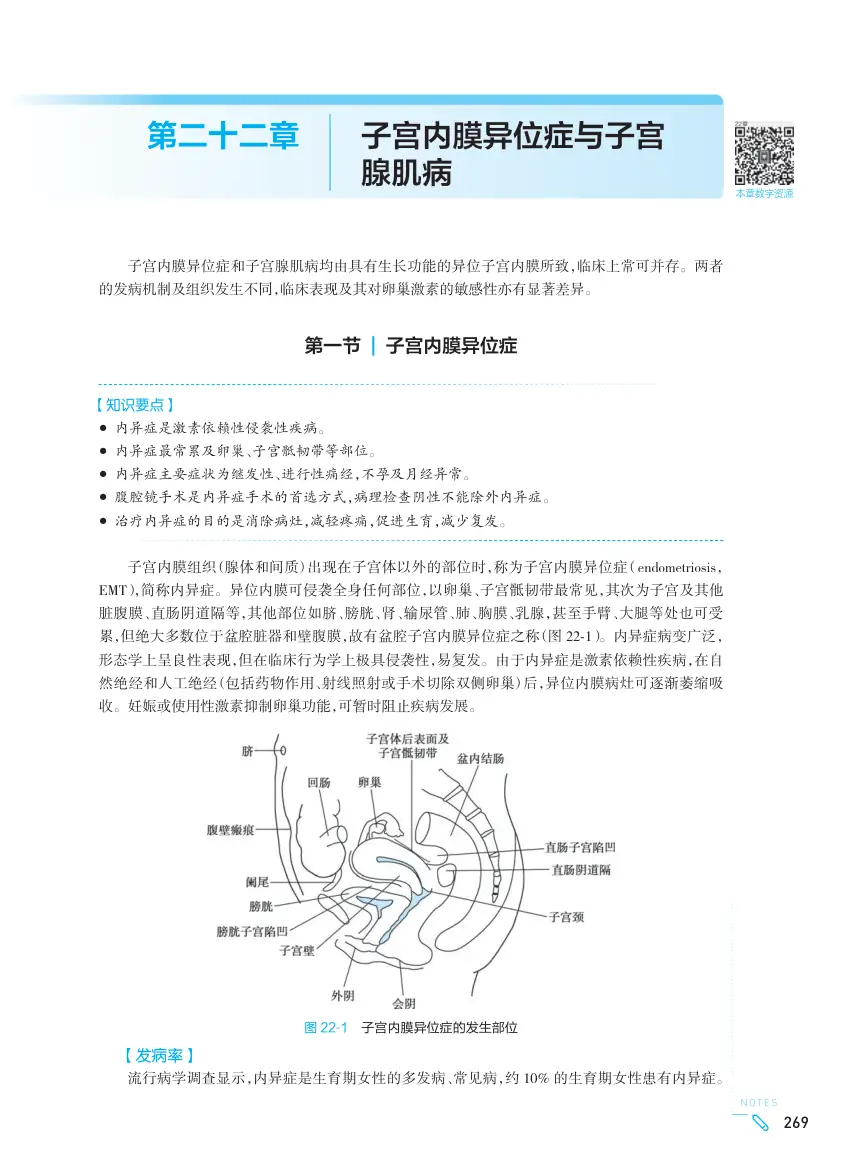 第二十二章
子宫内膜异位症与子宫
腺肌病
22章
本章数字资源
子宫内膜异位症和子宫腺肌病均由具有生长功能的异位子宫内膜所致,临床上常可并存。两者
的发病机制及组织发生不同,临床表现及其对卵巢激素的敏感性亦有显著差异。
第一节 | 子宫内膜异位症
【知识要点】
● 内异症是激素依赖性侵袭性疾病。
● 内异症最常累及卵巢、子宫骶韧带等部位。
● 内异症主要症状为继发性、进行性痛经,不孕及月经异常。
● 腹腔镜手术是内异症手术的首选方式,病理检查阴性不能除外内异症。
● 治疗内异症的目的是消除病灶,减轻疼痛,促进生育,减少复发。
子宫内膜组织(腺体和间质)出现在子宫体以外的部位时,称为子宫内膜异位症(endometriosis,
EMT),简称内异症。异位内膜可侵袭全身任何部位,以卵巢、子宫骶韧带最常见,其次为子宫及其他
脏腹膜、直肠阴道隔等,其他部位如脐、膀胱、肾、输尿管、肺、胸膜、乳腺,甚至手臂、大腿等处也可受
累,但绝大多数位于盆腔脏器和壁腹膜,故有盆腔子宫内膜异位症之称(图 22-1)。内异症病变广泛,
形态学上呈良性表现,但在临床行为学上极具侵袭性,易复发。由于内异症是激素依赖性疾病,在自
然绝经和人工绝经(包括药物作用、射线照射或手术切除双侧卵巢)后,异位内膜病灶可逐渐萎缩吸
收。妊娠或使用性激素抑制卵巢功能,可暂时阻止疾病发展。
子宫体后表面及
子宫骶韧带
脐
盆内结肠
回肠
卵巢
腹壁瘢痕
直肠子宫陷凹
直肠阴道隔
阑尾
膀胱
子宫颈
膀胱子宫陷凹
子宫壁
外阴
会阴
图 22-1 子宫内膜异位症的发生部位
【发病率】
流行病学调查显示,内异症是生育期女性的多发病、常见病,约 10% 的生育期女性患有内异症。
NOTES
269